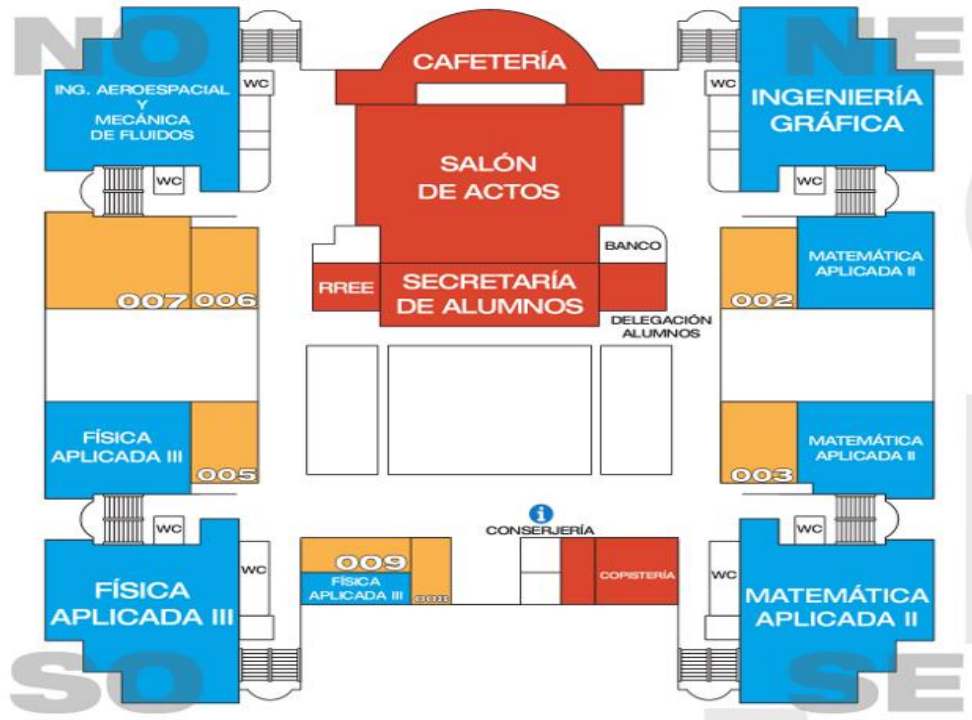 NO
NE
CAFETERÍA
WC
WC
ING. AEROESPACIAL
Y
MECÁNICA
DE FLUIDOS
INGENIERÍA
GRÁFICA
SALÓN
DE ACTOS
WC
WC
BANCO
MATEMÁTICA
APLICADA II
RREE
SECRETARÍA
DE ALUMNOS
007
006
002
DELEGACIÓN
ALUMNOS
FÍSICA
APLICADA III
MATEMÁTICA
APLICADA II
005
003
i
WC
CONSERJERÍA
WC
009
WC
FÍSICA
APLICADA III
COPISTERÍA
WC
008
FÍSICA
APLICADA III
MATEMÁTICA
APLICADA II
SO
SE